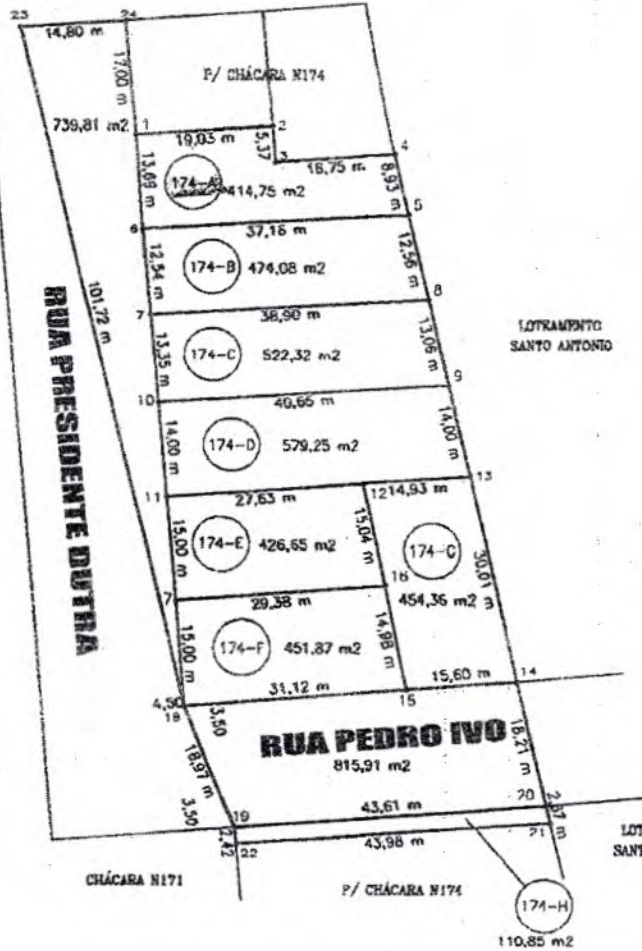 23
24
14,80 m
17,00 m
P/ CHÁCARA N174
739,81 m2
1
19,03 m
2
5,37
3
16,75 m
4
13,69 m
174-A
414,75 m2
8,93 m
5
6
37,16 m
12,54 m
174-B
474,08 m2
12,56 m
7
38,90 m
8
101,72 m
RUA PRESIDENTE DUTRA
13,35 m
174-C
522,32 m2
13,06 m
LOTEAMENTO
SANTO ANTONIO
10
40,65 m
9
14,00 m
174-D
579,25 m2
14,00 m
11
27,63 m
12
14,93 m
13
15,00 m
174-E
426,65 m2
15,04 m
174-G
30,01 m
7
29,38 m
16
454,36 m2
15,00 m
174-F
451,87 m2
14,98 m
4,50
18
31,12 m
15
15,60 m
14
3,50
RUA PEDRO IVO
815,91 m2
18,97 m
18,21 m
3,50
19
43,61 m
20
2,42
22
43,98 m
21
2,67 m
LOT
SANT
CHÁCARA N171
P/ CHÁCARA N174
174-H
110,85 m2